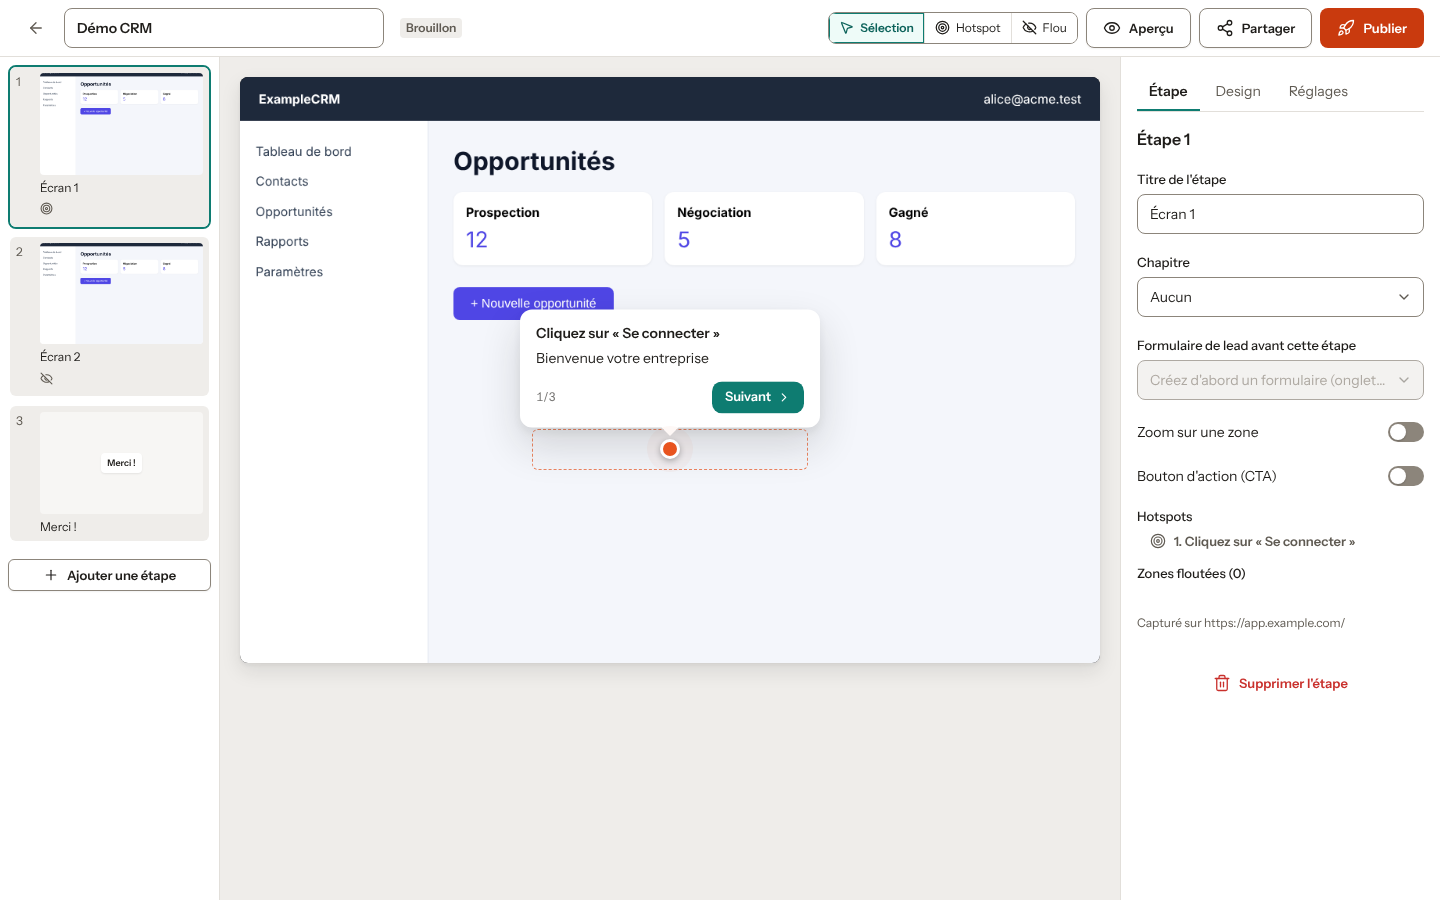 Démo CRM
Brouillon
Sélection
Hotspot
Flou
Aperçu
Partager
Publier
1
Opportunités
Écran 1
2
Opportunités
Écran 2
3
Merci !
Merci !
Ajouter une étape
ExampleCRM
alice@acme.test
Tableau de bord
Contacts
Opportunités
Rapports
Paramètres
Opportunités
Prospection
12
Négociation
5
Gagné
8
+ Nouvelle opportunité
Cliquez sur « Se connecter »
Bienvenue votre entreprise
1/3
Suivant
Étape
Design
Réglages
Étape 1
Titre de l'étape
Écran 1
Chapitre
Aucun
Formulaire de lead avant cette étape
Créez d'abord un formulaire (onglet...
Zoom sur une zone
Bouton d'action (CTA)
Hotspots
1. Cliquez sur « Se connecter »
Zones floutées (0)
Capturé sur https://app.example.com/
Supprimer l'étape